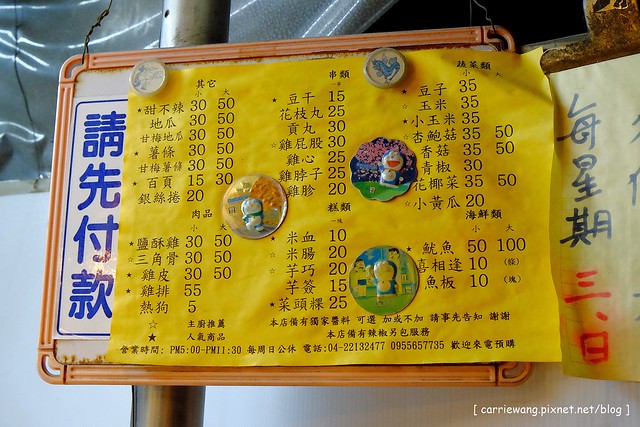 請先付款
其它
小 大
★甜不辣 30 50
地瓜 30 50
甘梅地瓜 30 50
★薯條 30 50
甘梅薯條 30 50
★百頁 15 30
銀絲捲 20
肉品
小 大
★鹽酥雞 30 50
☆三角骨 30 50
★雞皮 30 50
★雞排 55
熱狗 5
☆ 主廚推薦
★ 人氣商品
串類
★豆干 15
花枝丸 25
貢丸 30
☆雞屁股 30
雞心 25
雞脖子 25
雞胗 20
糕類
一味
★米血 10
☆米腸 20
☆芋巧 20
芋簽 15
★菜頭粿 25
蔬菜類
小 大
★豆子 35
☆玉米 35
★小玉米 35
☆杏鮑菇 35 50
香菇 35 50
青椒 30
花椰菜 35 50
☆小黃瓜 20
海鮮類
小 大
★魷魚 50 100
喜相逢 10 (條)
魚板 10 (塊)
本店備有獨家醬料 可選 加或不加 請事先告知 謝謝
本店備有辣椒另包服務
營業時間: PM5:00-PM11:30 每周日公休 電話:04-22132477 0955657735 歡迎來電預購
每星期
三、日
[ carriewang.pixnet.net/blog ]